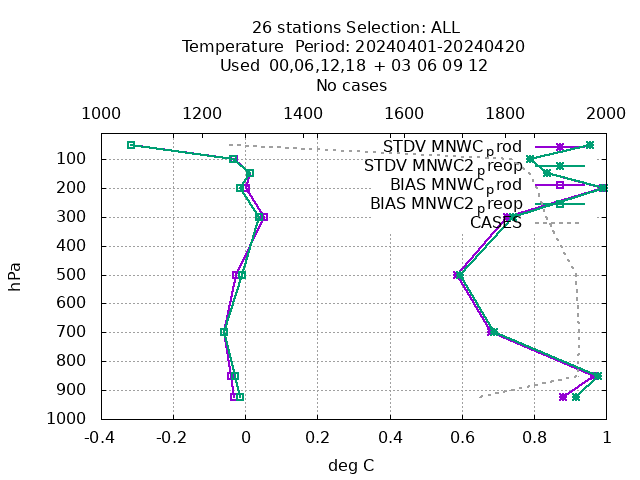 26 stations Selection: ALL
Temperature  Period: 20240401-20240420
Used  00,06,12,18  + 03 06 09 12
No cases
1000 1200 1400 1600 1800 2000
STDV MNWC_prod
STDV MNWC2_preop
BIAS MNWC_prod
BIAS MNWC2_preop
CASES
100
200
300
400
500
600
700
800
900
1000
hPa
-0.4 -0.2 0 0.2 0.4 0.6 0.8 1
deg C